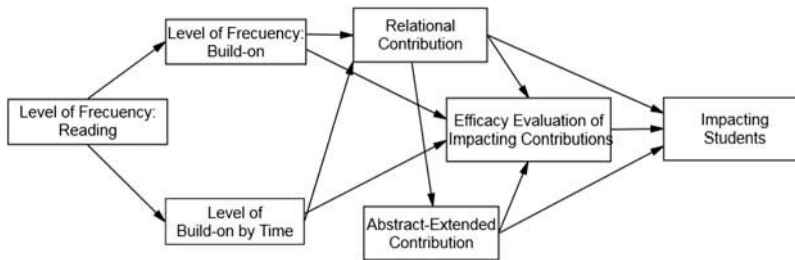 Level of Frecuency:
Build-on
Relational
Contribution
Level of Frecuency:
Reading
Efficacy Evaluation of
Impacting Contributions
Impacting
Students
Level of
Build-on by Time
Abstract-Extended
Contribution